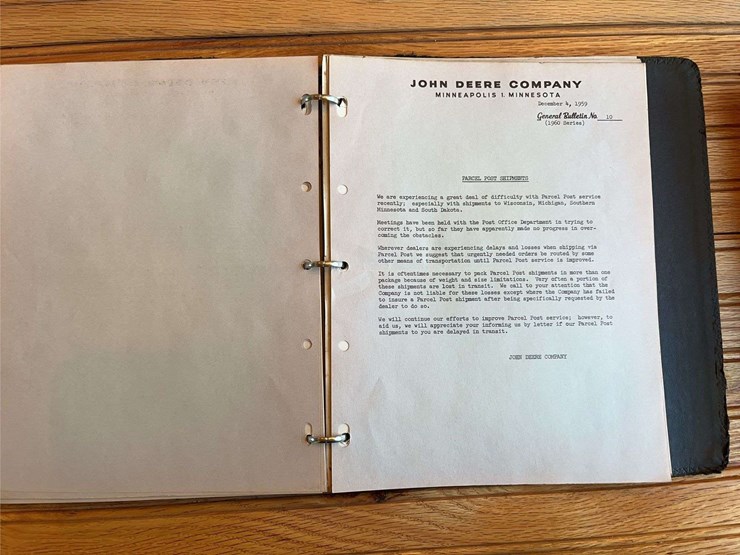 JOHN DEERE COMPANY
MINNEAPOLIS 1, MINNESOTA
December 4, 1959
General Bulletin No. 10
(1960 Series)
PARCEL POST SHIPMENTS
We are experiencing a great deal of difficulty with Parcel Post service
recently; especially with shipments to Wisconsin, Michigan, Southern
Minnesota and South Dakota.
Meetings have been held with the Post Office Department in trying to
correct it, but so far they have apparently made no progress in over-
coming the obstacles.
Wherever dealers are experiencing delays and losses when shipping via
Parcel Post we suggest that urgently needed orders be routed by some
other means of transportation until Parcel Post service is improved.
It is oftentimes necessary to pack Parcel Post shipments in more than one
package because of weight and size limitations. Very often a portion of
these shipments are lost in transit. We call to your attention that the
Company is not liable for these losses except where the Company has failed
to insure a Parcel Post shipment after being specifically requested by the
dealer to do so.
We will continue our efforts to improve Parcel Post service; however, to
aid us, we will appreciate your informing us by letter if our Parcel Post
shipments to you are delayed in transit.
JOHN DEERE COMPANY